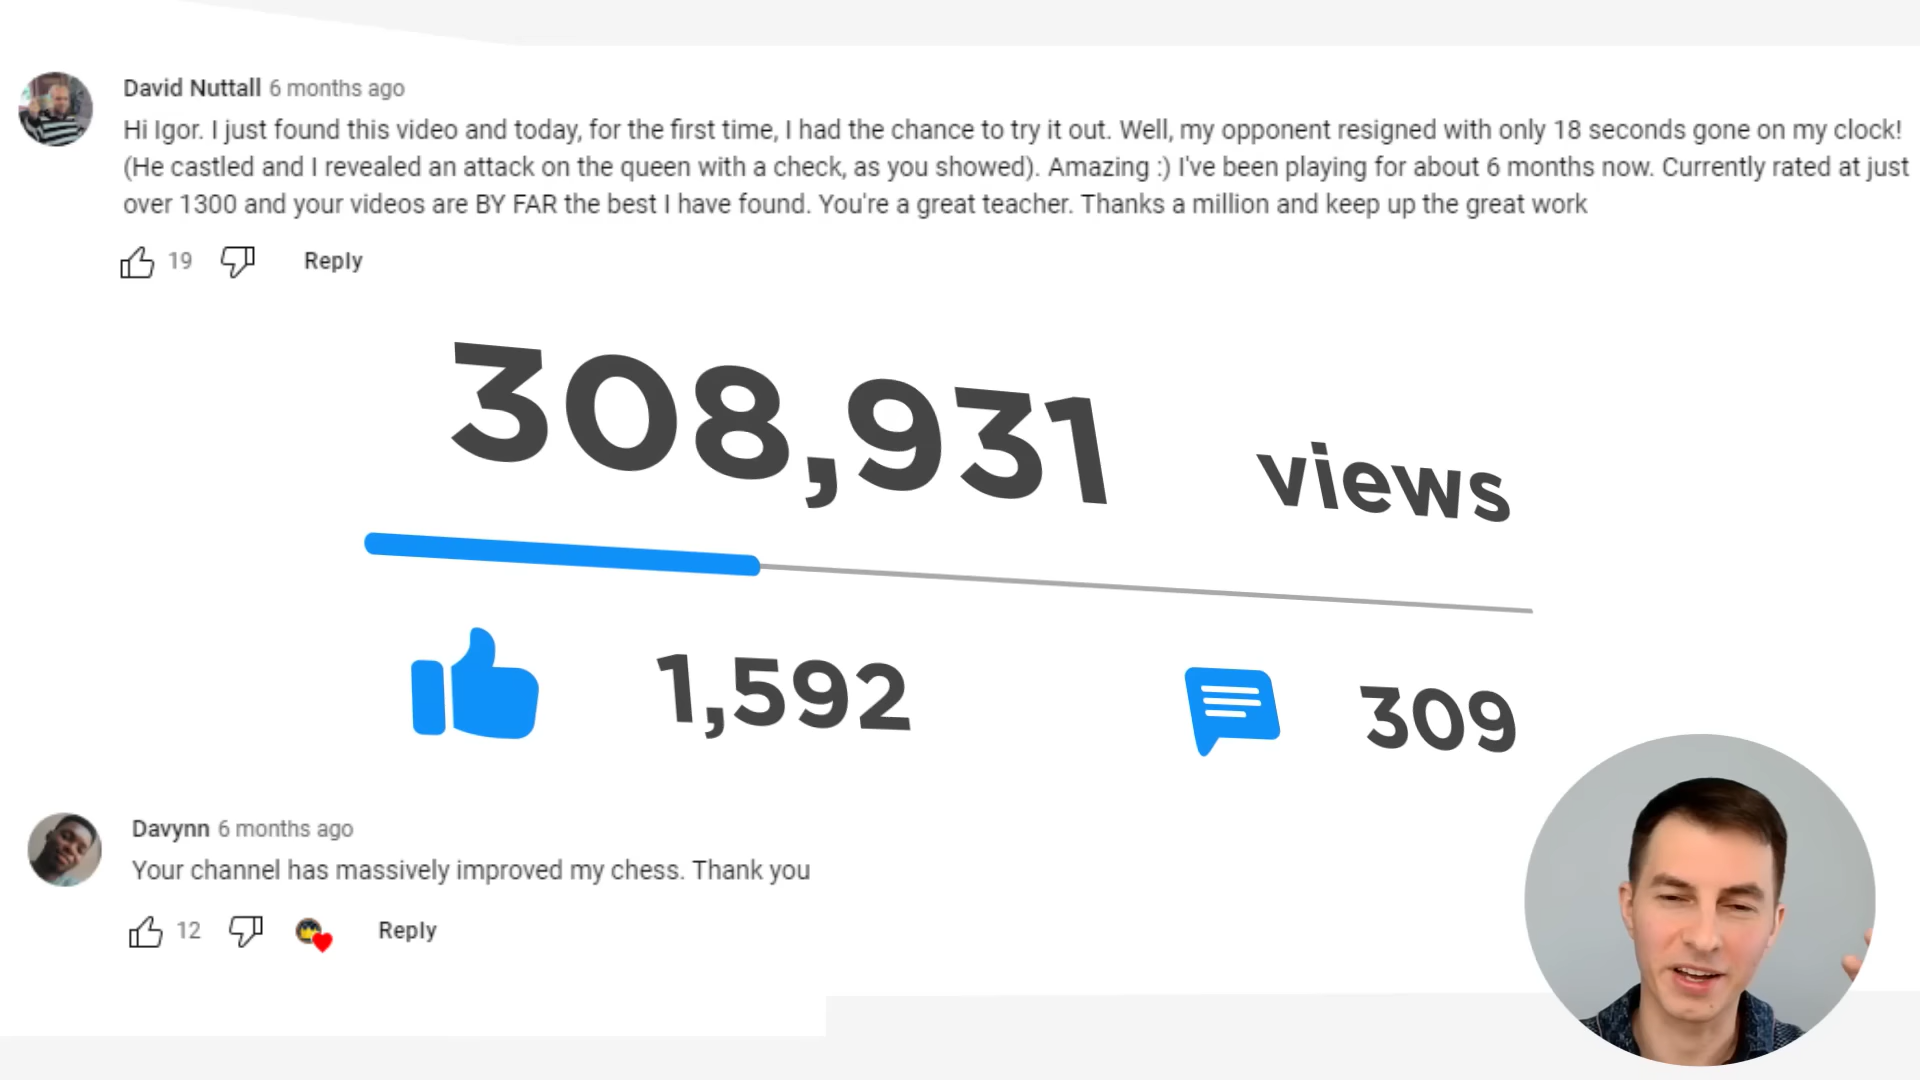 David Nuttall 6 months ago
Hi Igor. I just found this video and today, for the first time, I had the chance to try it out. Well, my opponent resigned with only 18 seconds gone on my clock!
(He castled and I revealed an attack on the queen with a check, as you showed). Amazing :) I've been playing for about 6 months now. Currently rated at just
over 1300 and your videos are BY FAR the best I have found. You're a great teacher. Thanks a million and keep up the great work
19 Reply
308,931 views
1,592 309
Davynn 6 months ago
Your channel has massively improved my chess. Thank you
12 Reply